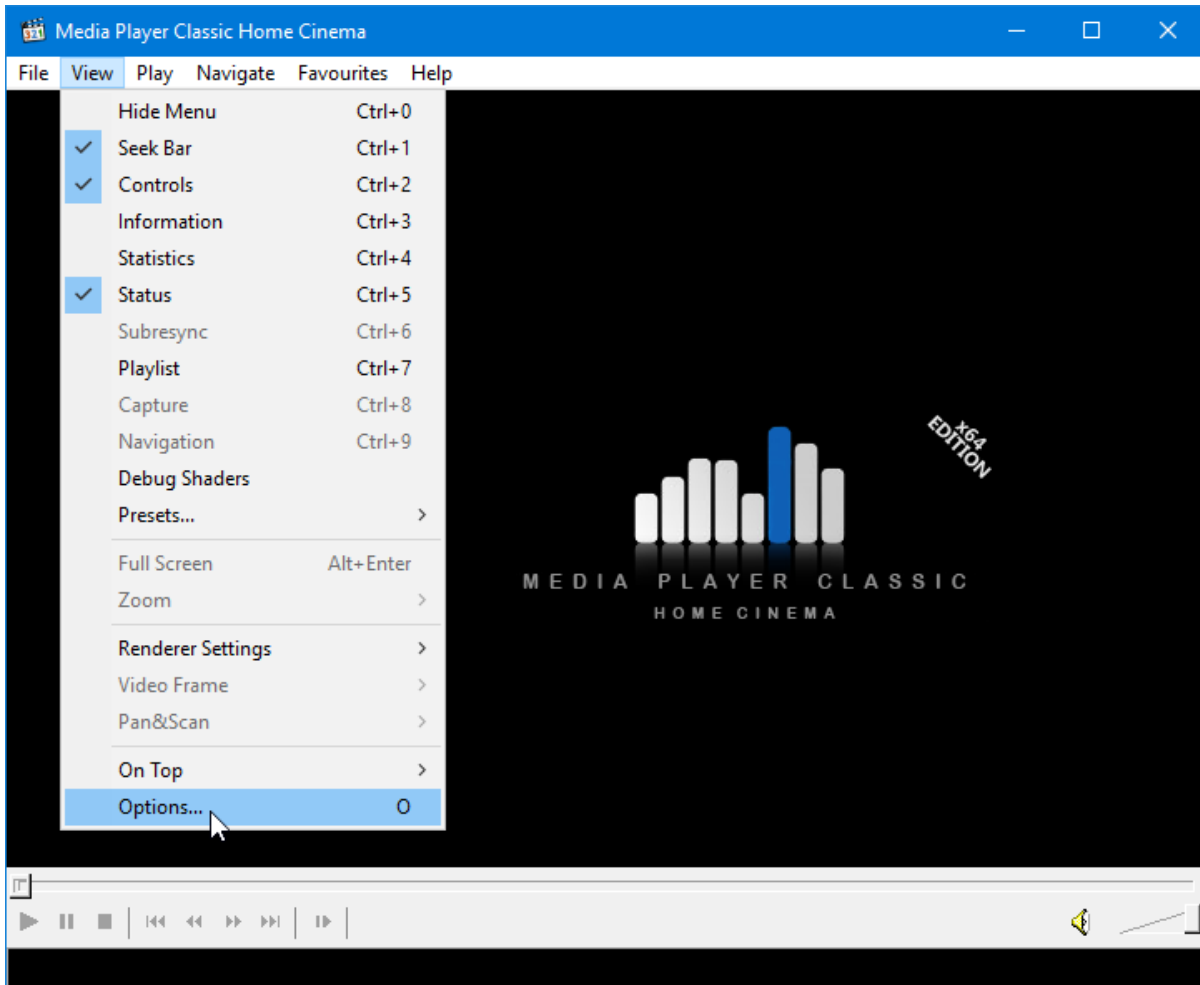 Media Player Classic Home Cinema
File View Play Navigate Favourites Help
Hide Menu Ctrl+0
Seek Bar Ctrl+1
Controls Ctrl+2
Information Ctrl+3
Statistics Ctrl+4
Status Ctrl+5
Subresync Ctrl+6
Playlist Ctrl+7
Capture Ctrl+8
Navigation Ctrl+9
Debug Shaders
Presets...
Full Screen Alt+Enter
Zoom
Renderer Settings
Video Frame
Pan&Scan
On Top
Options... O
x64
EDITION
MEDIA PLAYER CLASSIC
HOME CINEMA